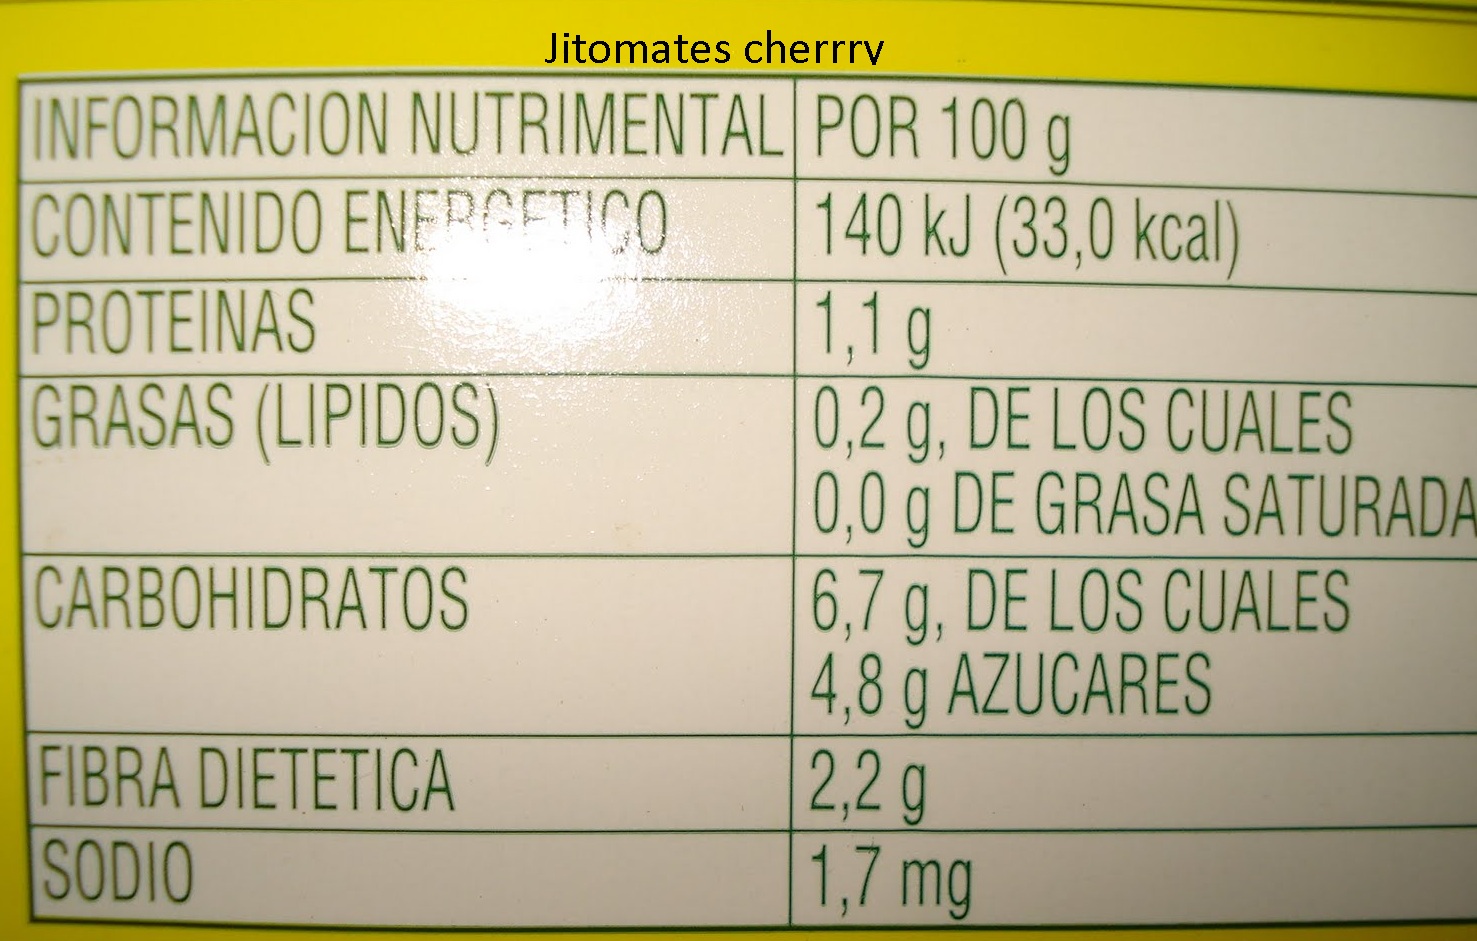 Jitomates cherrrv
INFORMACION NUTRIMENTAL POR 100 g
CONTENIDO ENERGETICO 140 kJ (33,0 kcal)
PROTEINAS 1,1 g
GRASAS (LIPIDOS) 0,2 g, DE LOS CUALES
0,0 g DE GRASA SATURADA
CARBOHIDRATOS 6,7 g, DE LOS CUALES
4,8 g AZUCARES
FIBRA DIETETICA 2,2 g
SODIO 1,7 mg